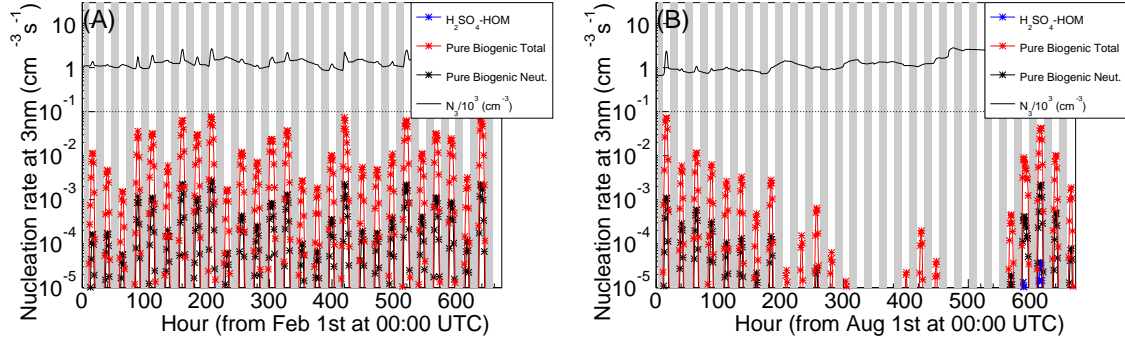 (A)
Nucleation rate at 3nm (cm⁻³ s⁻¹)
10
1
10⁻¹
10⁻²
10⁻³
10⁻⁴
10⁻⁵
0 100 200 300 400 500 600
Hour (from Feb 1st at 00:00 UTC)
H₂SO₄-HOM
Pure Biogenic Total
Pure Biogenic Neut.
N₃/10³ (cm⁻³)
(B)
Nucleation rate at 3nm (cm⁻³ s⁻¹)
10
1
10⁻¹
10⁻²
10⁻³
10⁻⁴
10⁻⁵
0 100 200 300 400 500 600
Hour (from Aug 1st at 00:00 UTC)
H₂SO₄-HOM
Pure Biogenic Total
Pure Biogenic Neut.
N₃/10³ (cm⁻³)